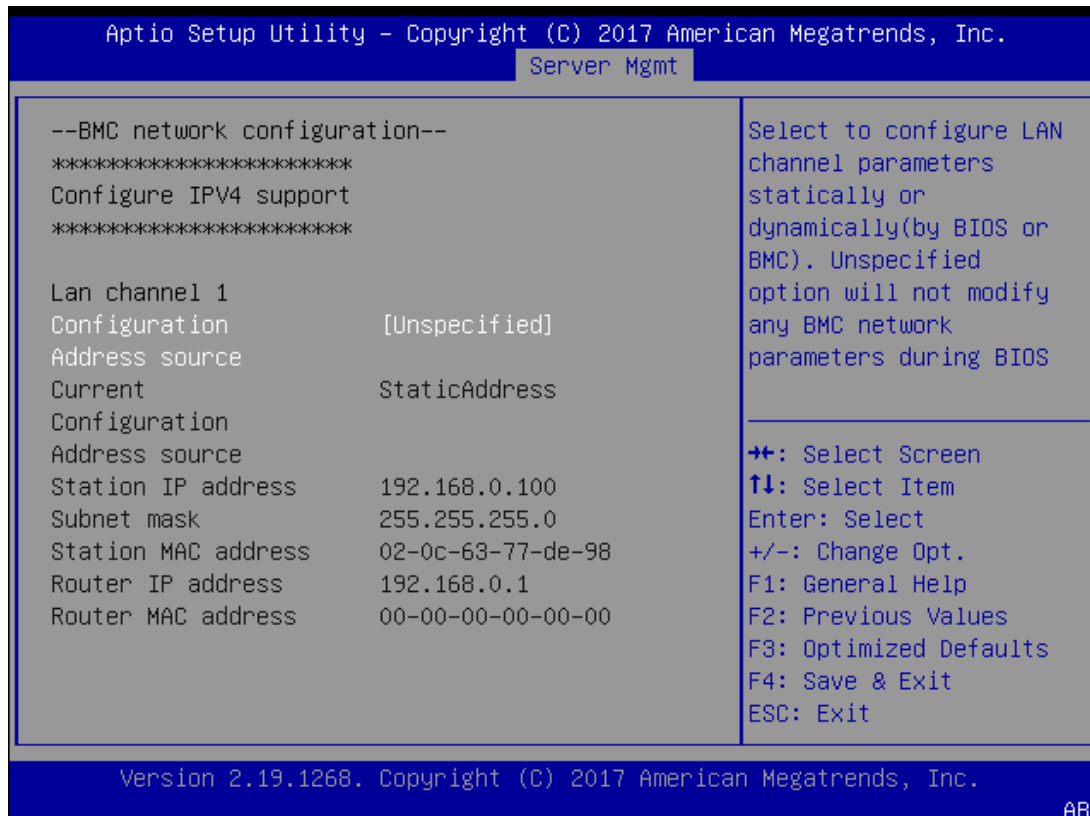 Aptio Setup Utility – Copyright (C) 2017 American Megatrends, Inc.
Server Mgmt
--BMC network configuration--
**********************
Configure IPV4 support
**********************
Lan channel 1
Configuration [Unspecified]
Address source
Current StaticAddress
Configuration
Address source
Station IP address 192.168.0.100
Subnet mask 255.255.255.0
Station MAC address 02-0c-63-77-de-98
Router IP address 192.168.0.1
Router MAC address 00-00-00-00-00-00
Select to configure LAN
channel parameters
statically or
dynamically(by BIOS or
BMC). Unspecified
option will not modify
any BMC network
parameters during BIOS
→←: Select Screen
↑↓: Select Item
Enter: Select
+/-: Change Opt.
F1: General Help
F2: Previous Values
F3: Optimized Defaults
F4: Save & Exit
ESC: Exit
Version 2.19.1268. Copyright (C) 2017 American Megatrends, Inc.
AB